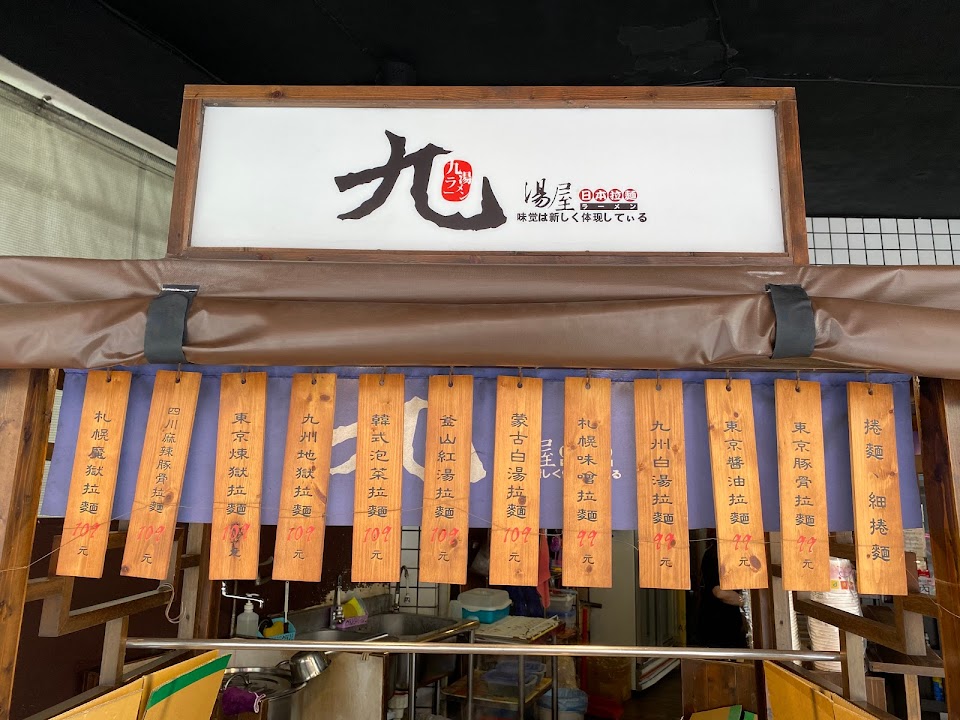 九
九湯
ラーメン
湯屋
日本拉麵
ラーメン
味覚は新しく体現してぃる
札幌魘獄拉麵 109元
四川麻辣豚骨拉麵 109元
東京煉獄拉麵 109元
九州地獄拉麵 109元
韓式泡菜拉麵 109元
釜山紅湯拉麵 109元
蒙古白湯拉麵 109元
札幌味噌拉麵 99元
九州白湯拉麵 99元
東京醬油拉麵 99元
東京豚骨拉麵 99元
捲麵、細捲麵
九